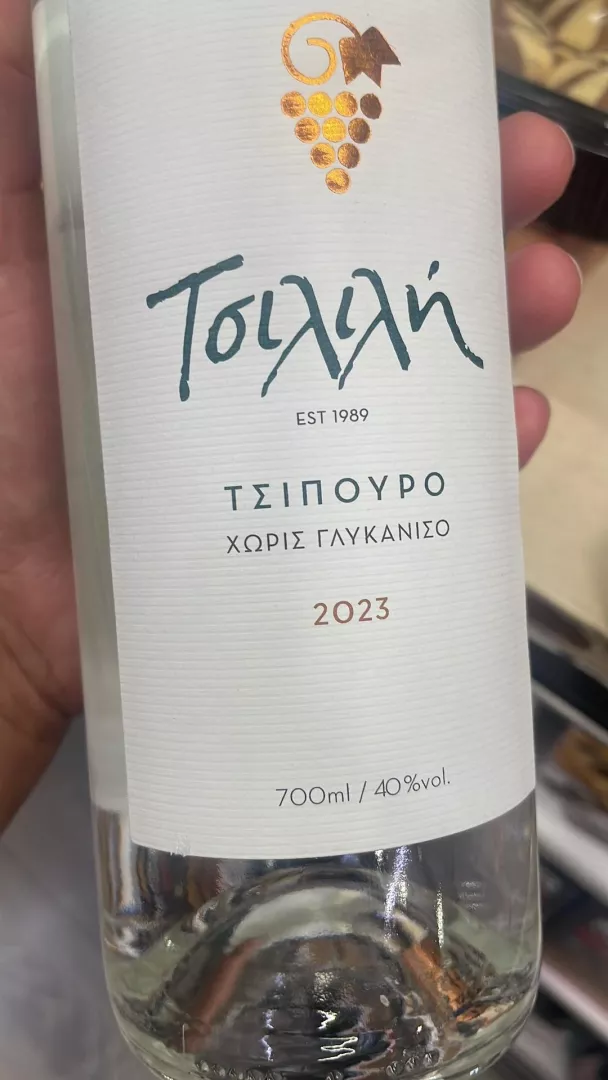 Τσιλιλή
EST 1989
ΤΣΙΠΟΥΡΟ
ΧΩΡΙΣ ΓΛΥΚΑΝΙΣΟ
2023
700ml / 40%vol.